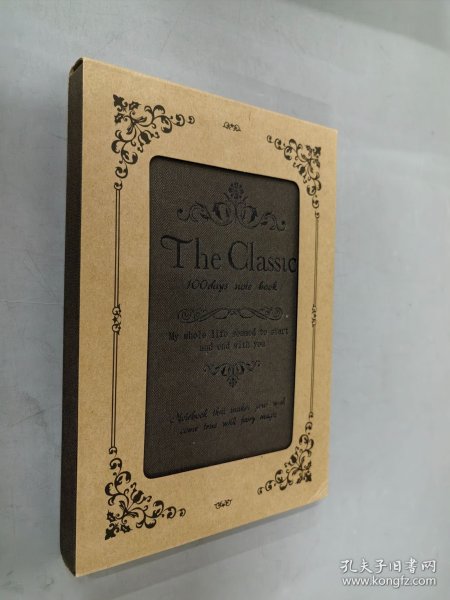 The Classic
100days note book
My whole life seemed to start
and end with you
Notebook that makes your wish
come true with fairy magic
孔夫子旧书网
www.kongfz.com